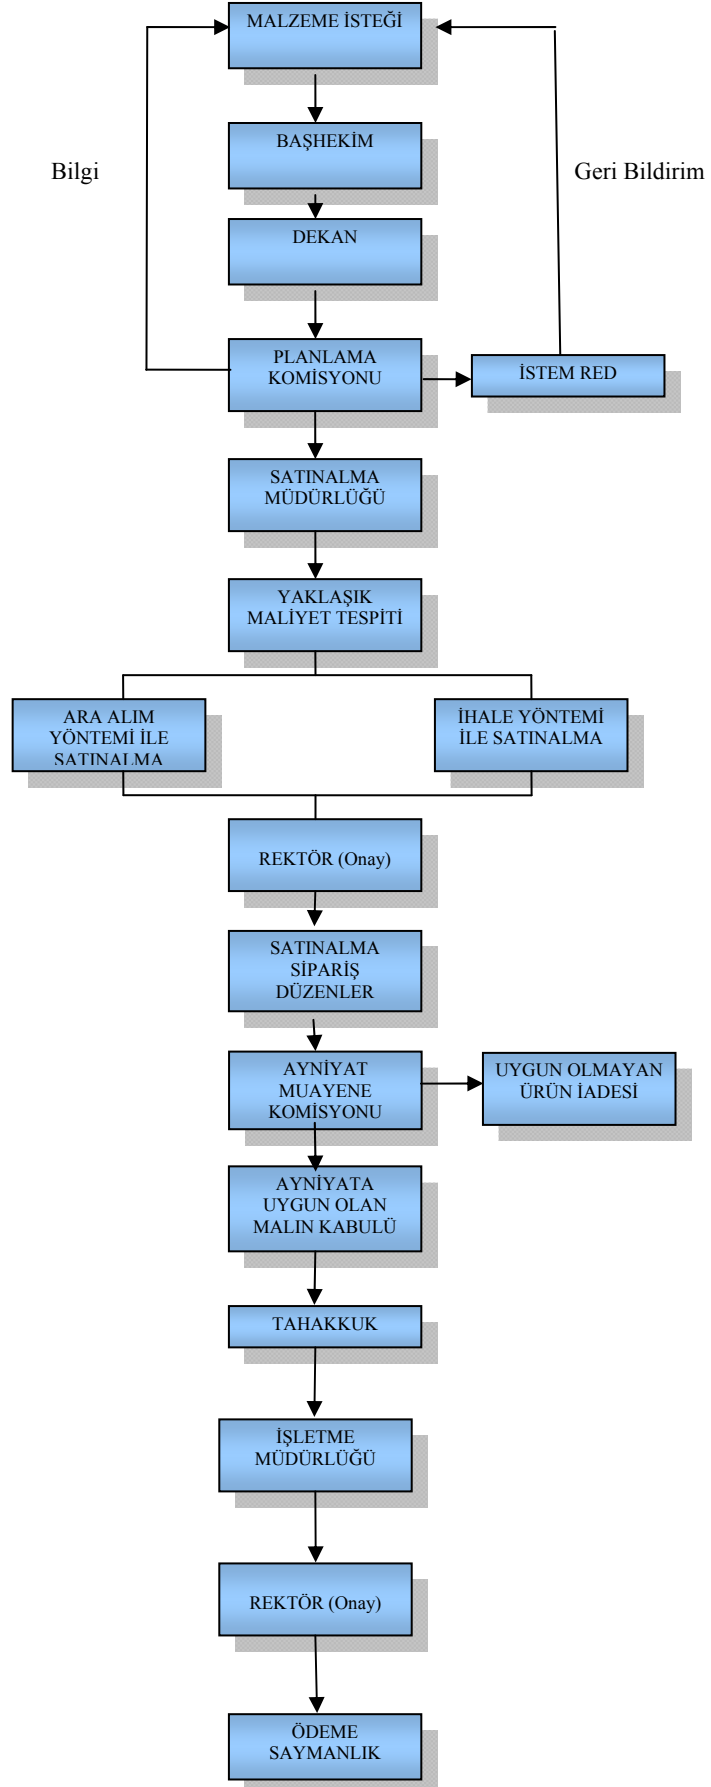 MALZEME İSTEĞİ
BAŞHEKİM
Bilgi
Geri Bildirim
DEKAN
PLANLAMA
KOMİSYONU
İSTEM RED
SATINALMA
MÜDÜRLÜĞÜ
YAKLAŞIK
MALİYET TESPİTİ
ARA ALIM
YÖNTEMİ İLE
SATINALMA
İHALE YÖNTEMİ
İLE SATINALMA
REKTÖR (Onay)
SATINALMA
SİPARİŞ
DÜZENLER
AYNİYAT
MUAYENE
KOMİSYONU
UYGUN OLMAYAN
ÜRÜN İADESİ
AYNİYATA
UYGUN OLAN
MALIN KABULÜ
TAHAKKUK
İŞLETME
MÜDÜRLÜĞÜ
REKTÖR (Onay)
ÖDEME
SAYMANLIK